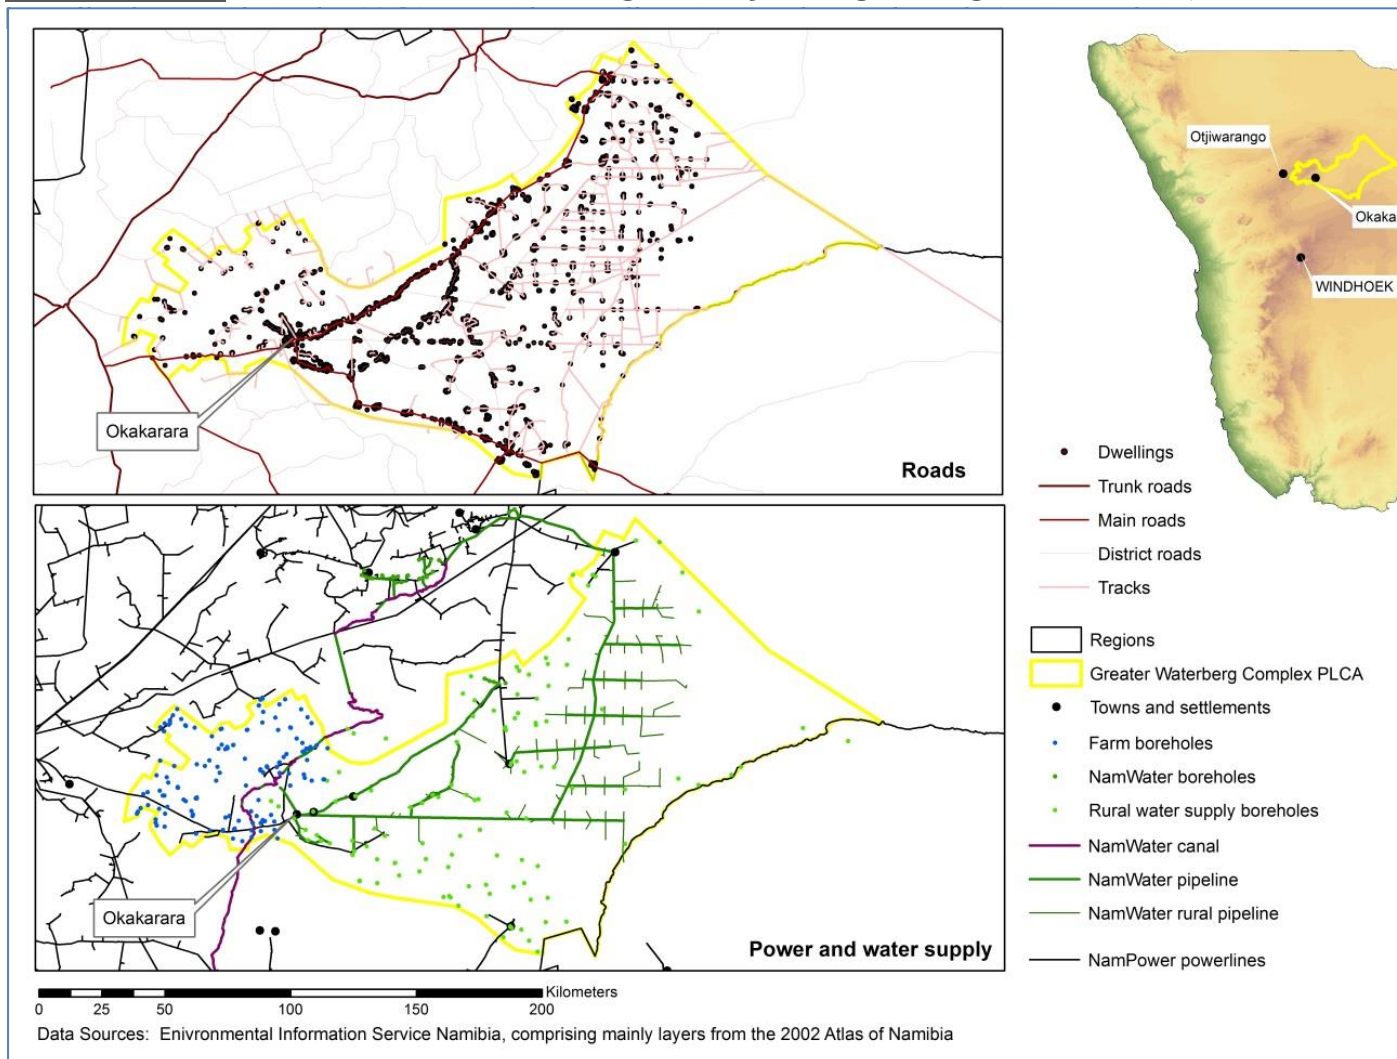 Okakarara
Roads
Otjiwarango
Okaka
WINDHOEK
Okakarara
Power and water supply
Dwellings
Trunk roads
Main roads
District roads
Tracks
Regions
Greater Waterberg Complex PLCA
Towns and settlements
Farm boreholes
NamWater boreholes
Rural water supply boreholes
NamWater canal
NamWater pipeline
NamWater rural pipeline
NamPower powerlines
Kilometers
0 25 50 100 150 200
Data Sources: Enivronmental Information Service Namibia, comprising mainly layers from the 2002 Atlas of Namibia